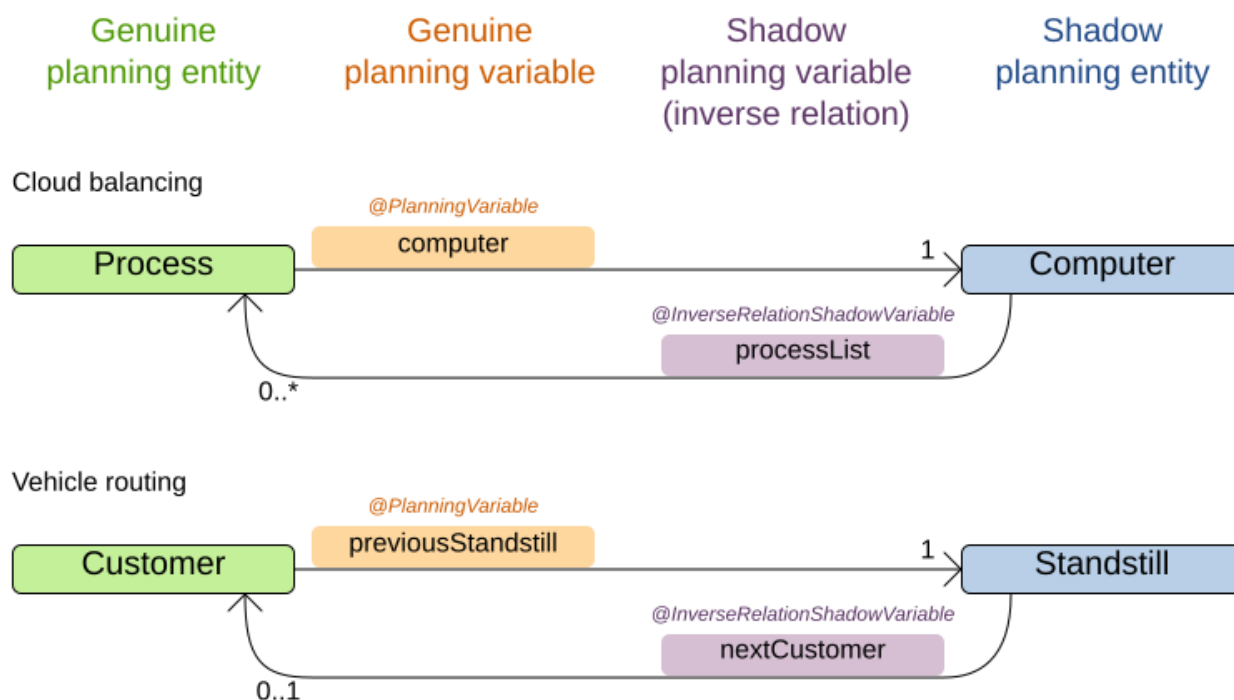 Genuine
planning entity
Genuine
planning variable
Shadow
planning variable
(inverse relation)
Shadow
planning entity
Cloud balancing
@PlanningVariable
computer
Process
1
Computer
@InverseRelationShadowVariable
processList
0..*
Vehicle routing
@PlanningVariable
previousStandstill
Customer
1
Standstill
@InverseRelationShadowVariable
nextCustomer
0..1